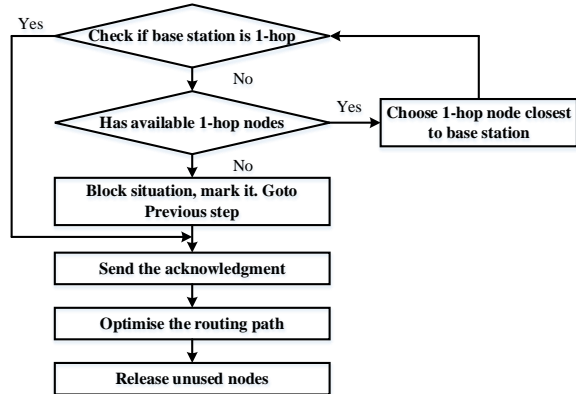 Yes
Check if base station is 1-hop
No
Has available 1-hop nodes
Yes
Choose 1-hop node closest
to base station
No
Block situation, mark it. Goto
Previous step
Send the acknowledgment
Optimise the routing path
Release unused nodes